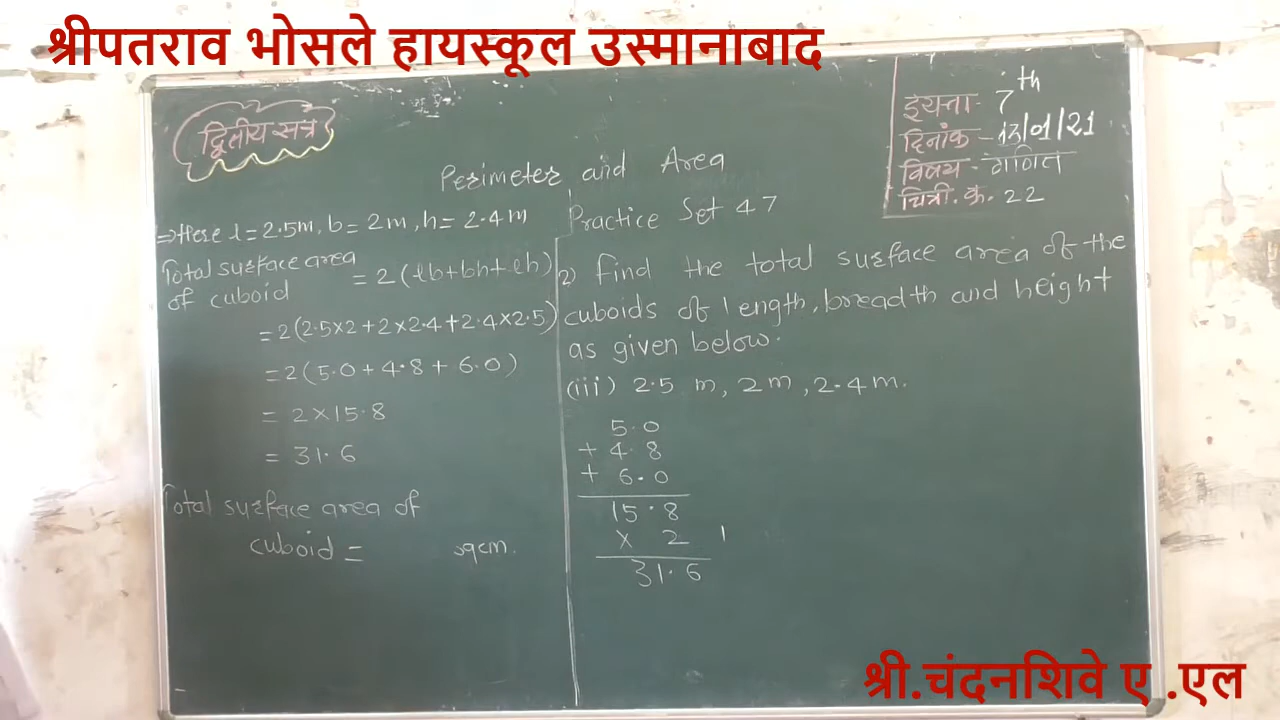 श्रीपतराव भोसले हायस्कूल उस्मानाबाद
द्वितीय सत्र
इयत्ता- 7th
दिनांक - 13/01/21
विषय - गणित
चित्री. क्र. 22
Perimeter and Area
Practice Set 47
⇒ Here l = 2.5m, b = 2m, h = 2.4m
Total surface area
of cuboid = 2(lb+bh+lh)
= 2(2.5×2+2×2.4+2.4×2.5)
= 2(5.0+4.8+6.0)
= 2×15.8
= 31.6
Total surface area of
cuboid = sqcm.
2) Find the total surface area of the
cuboids of length, breadth and height
as given below.
(iii) 2.5 m, 2m, 2.4m.
5.0
+ 4.8
+ 6.0
15.8
× 2
31.6
श्री.चंदनशिवे ए .एल